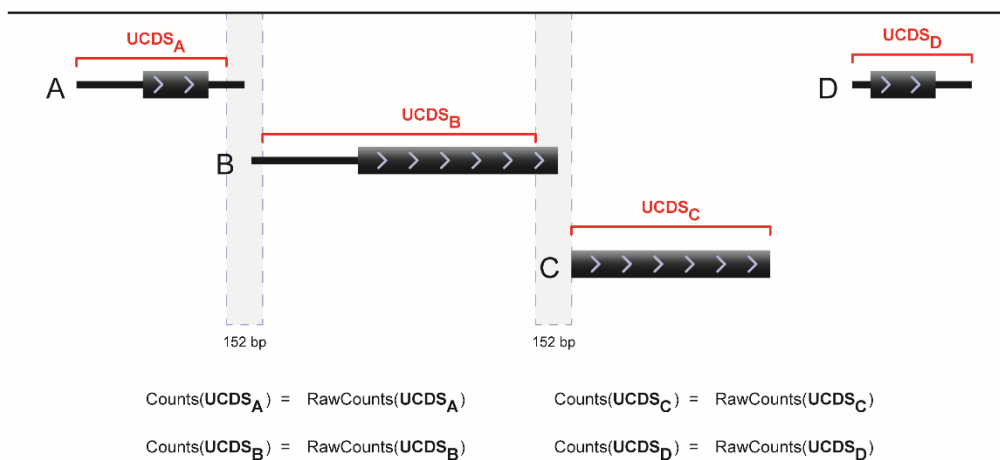 UCDSA
UCDSD
A
D
UCDSB
B
UCDSC
C
152 bp
152 bp
Counts(UCDSA) = RawCounts(UCDSA)
Counts(UCDSC) = RawCounts(UCDSC)
Counts(UCDSB) = RawCounts(UCDSB)
Counts(UCDSD) = RawCounts(UCDSD)